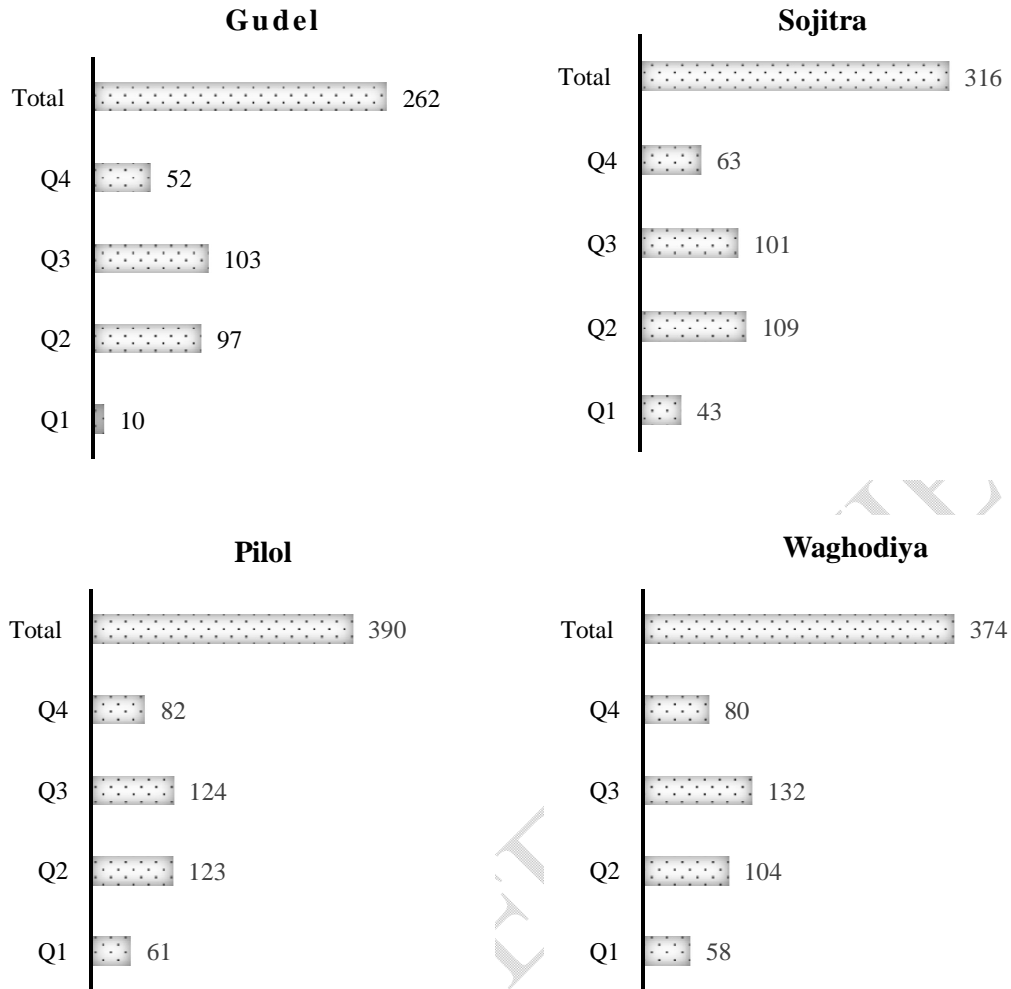 Gudel
Total 262
Q4 52
Q3 103
Q2 97
Q1 10
Sojitra
Total 316
Q4 63
Q3 101
Q2 109
Q1 43
Pilol
Total 390
Q4 82
Q3 124
Q2 123
Q1 61
Waghodiya
Total 374
Q4 80
Q3 132
Q2 104
Q1 58